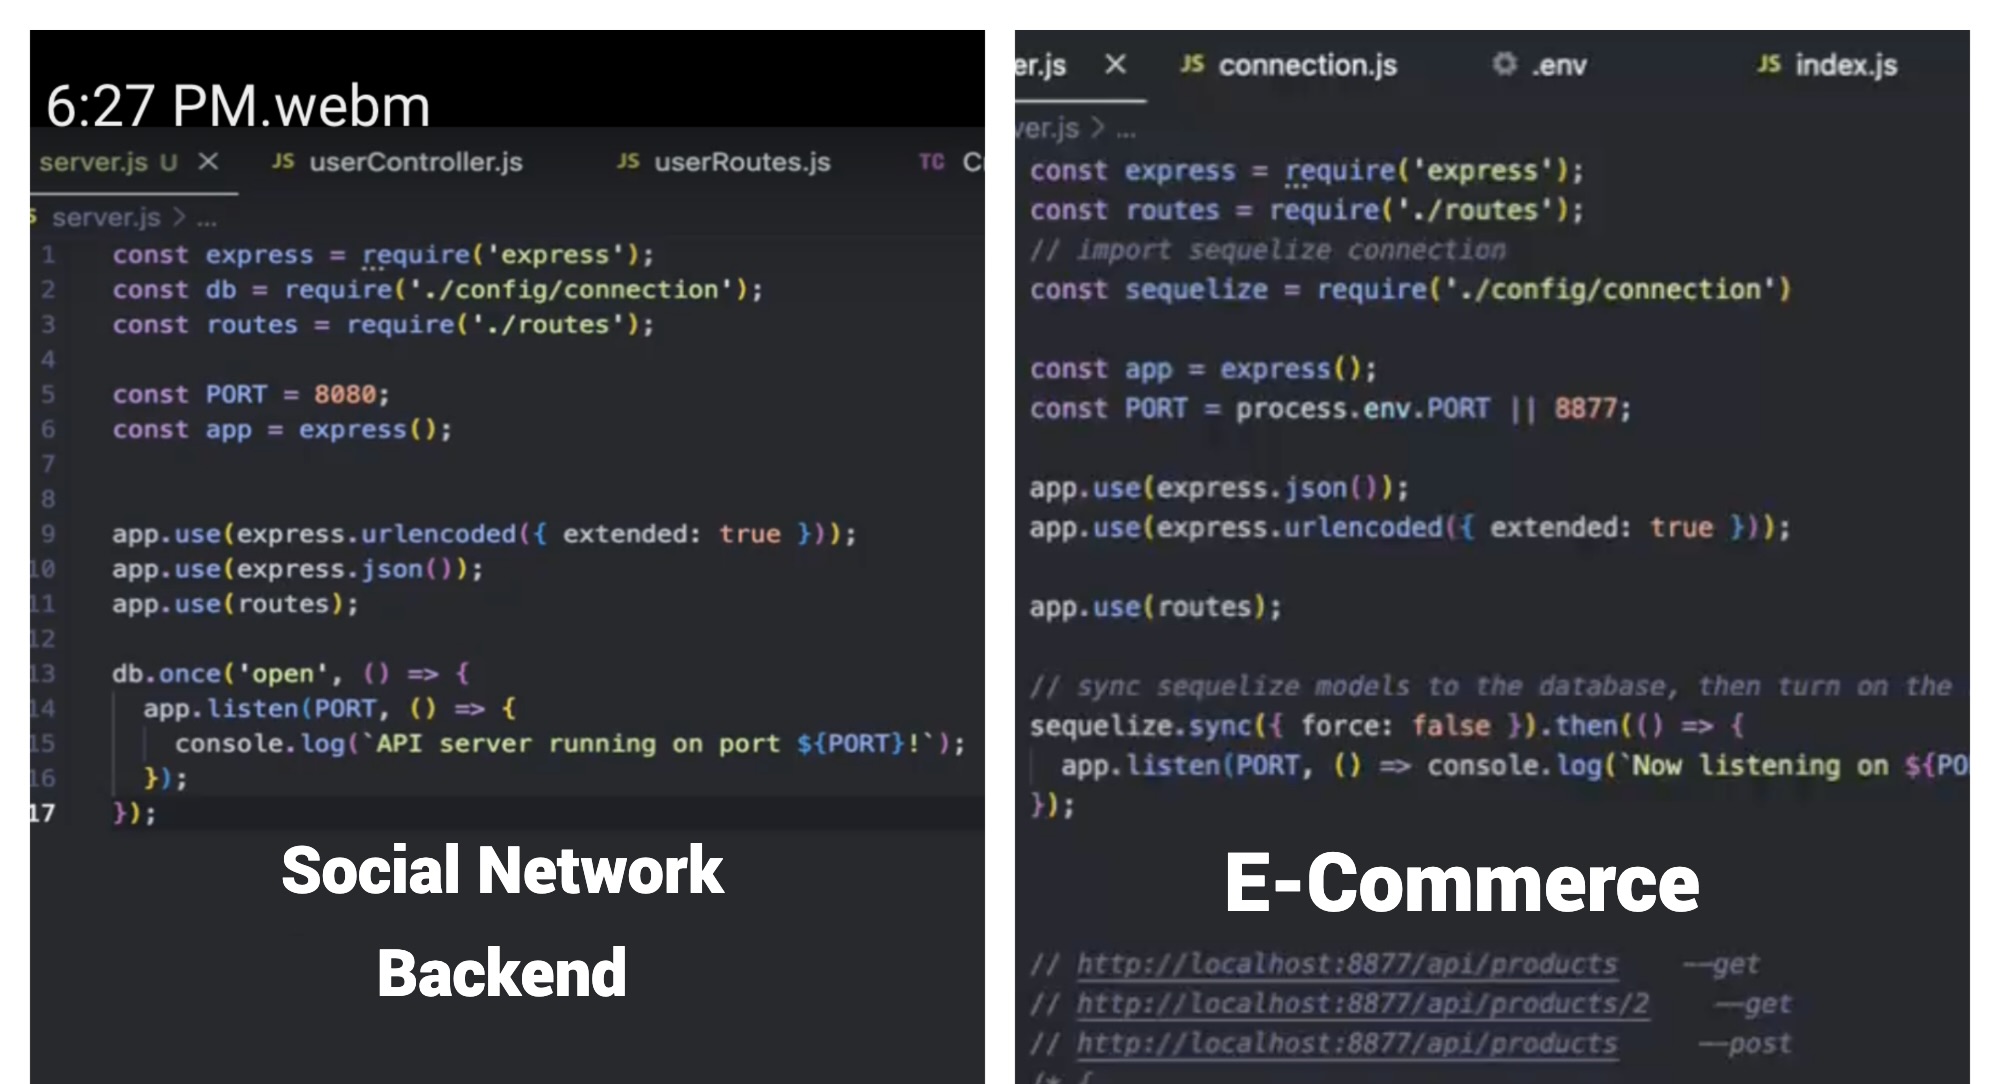 6:27 PM.webm
server.js U × JS userController.js JS userRoutes.js TC
server.js > ...
1 const express = require('express');
2 const db = require('./config/connection');
3 const routes = require('./routes');
4
5 const PORT = 8080;
6 const app = express();
7
8
9 app.use(express.urlencoded({ extended: true }));
10 app.use(express.json());
11 app.use(routes);
12
13 db.once('open', () => {
14 app.listen(PORT, () => {
15 console.log(`API server running on port ${PORT}!`);
16 });
17 });
Social Network
Backend
er.js × JS connection.js .env JS index.js
ver.js > ...
const express = require('express');
const routes = require('./routes');
// import sequelize connection
const sequelize = require('./config/connection')
const app = express();
const PORT = process.env.PORT || 8877;
app.use(express.json());
app.use(express.urlencoded({ extended: true }));
app.use(routes);
// sync sequelize models to the database, then turn on the
sequelize.sync({ force: false }).then(() => {
app.listen(PORT, () => console.log(`Now listening on ${PO
});
E-Commerce
// http://localhost:8877/api/products --get
// http://localhost:8877/api/products/2 --get
// http://localhost:8877/api/products --post